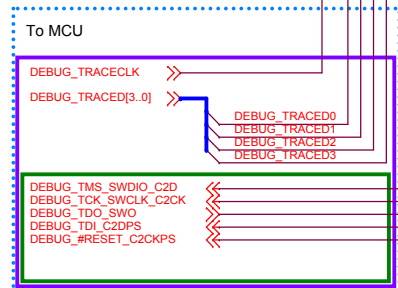 To MCU
DEBUG_TRACECLK
DEBUG_TRACED[3..0]
DEBUG_TRACED0
DEBUG_TRACED1
DEBUG_TRACED2
DEBUG_TRACED3
DEBUG_TMS_SWDIO_C2D
DEBUG_TCK_SWCLK_C2CK
DEBUG_TDO_SWO
DEBUG_TDI_C2DPS
DEBUG_#RESET_C2CKPS